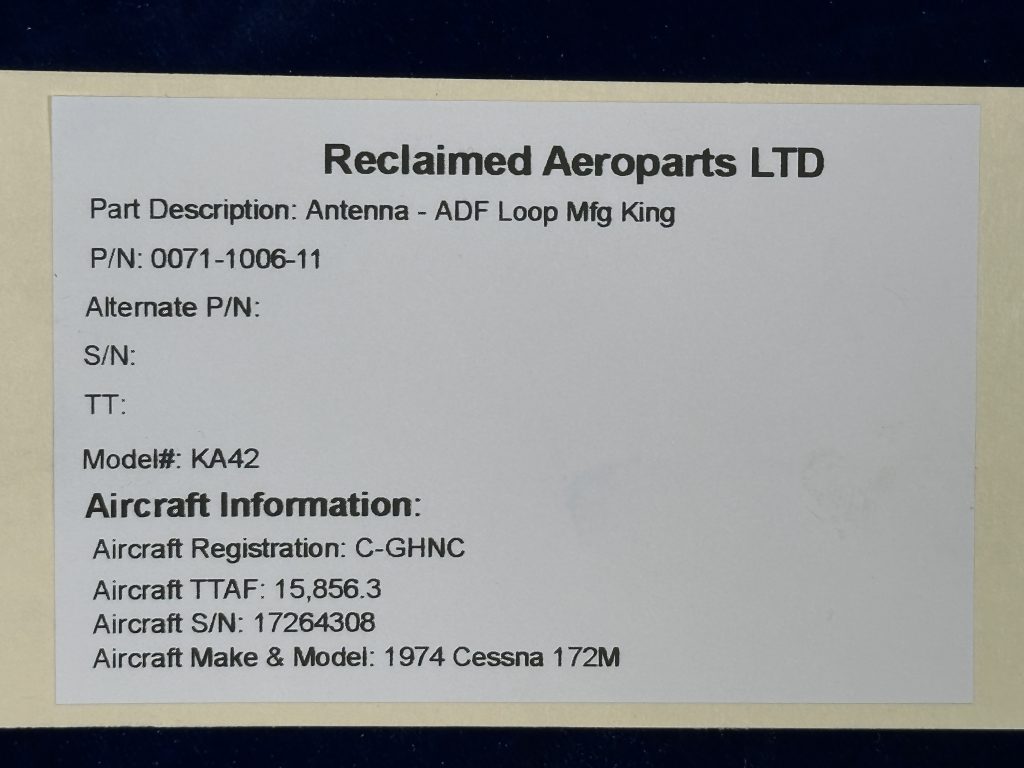 Reclaimed Aeroparts LTD
Part Description: Antenna - ADF Loop Mfg King
P/N: 0071-1006-11
Alternate P/N:
S/N:
TT:
Model#: KA42
Aircraft Information:
Aircraft Registration: C-GHNC
Aircraft TTAF: 15,856.3
Aircraft S/N: 17264308
Aircraft Make & Model: 1974 Cessna 172M